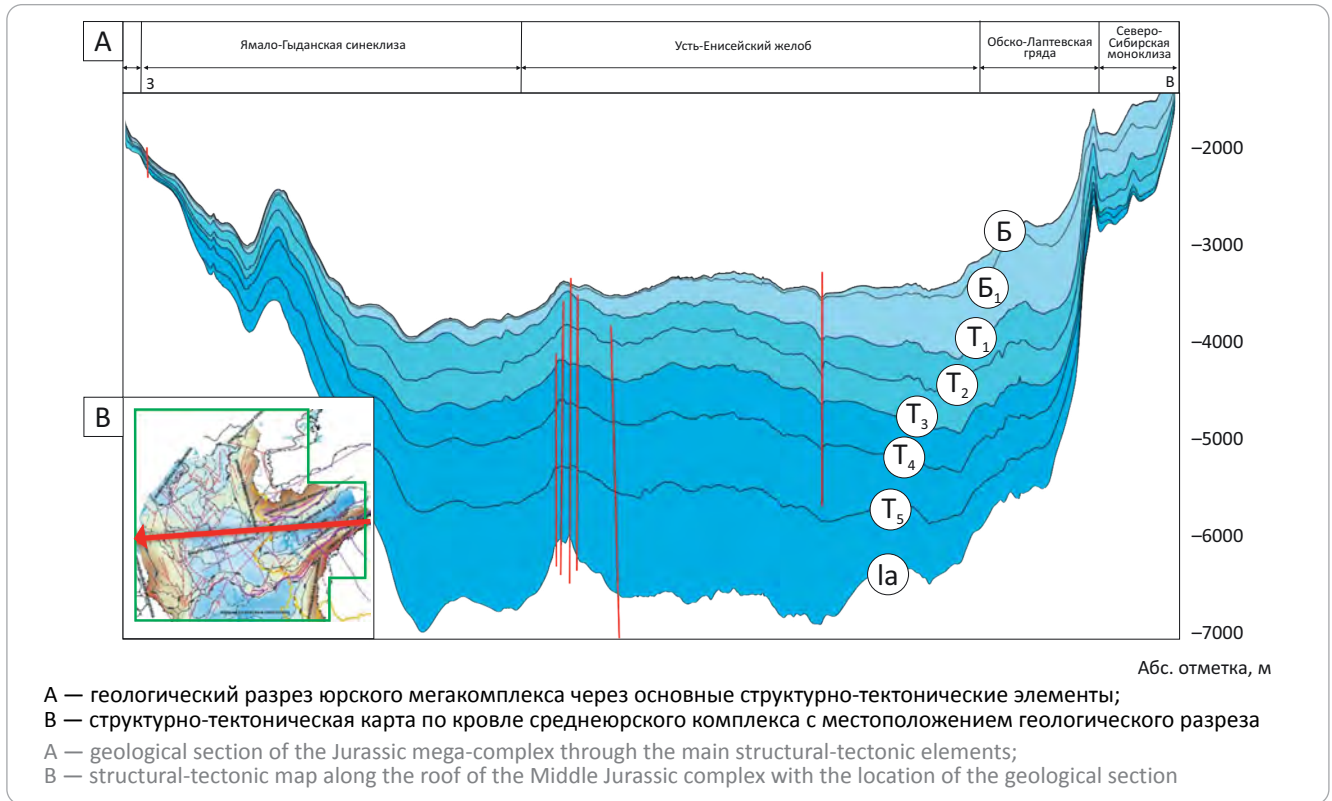 А
Ямало-Гыданская синеклиза
Усть-Енисейский желоб
Обско-Лаптевская
гряда
Северо-
Сибирская
моноклиза
З
В
–2000
–3000
–4000
–5000
–6000
–7000
Б
Б₁
Т₁
Т₂
Т₃
Т₄
Т₅
Ia
В
Абс. отметка, м
А — геологический разрез юрского мегакомплекса через основные структурно-тектонические элементы;
В — структурно-тектоническая карта по кровле среднеюрского комплекса с местоположением геологического разреза
A — geological section of the Jurassic mega-complex through the main structural-tectonic elements;
B — structural-tectonic map along the roof of the Middle Jurassic complex with the location of the geological section